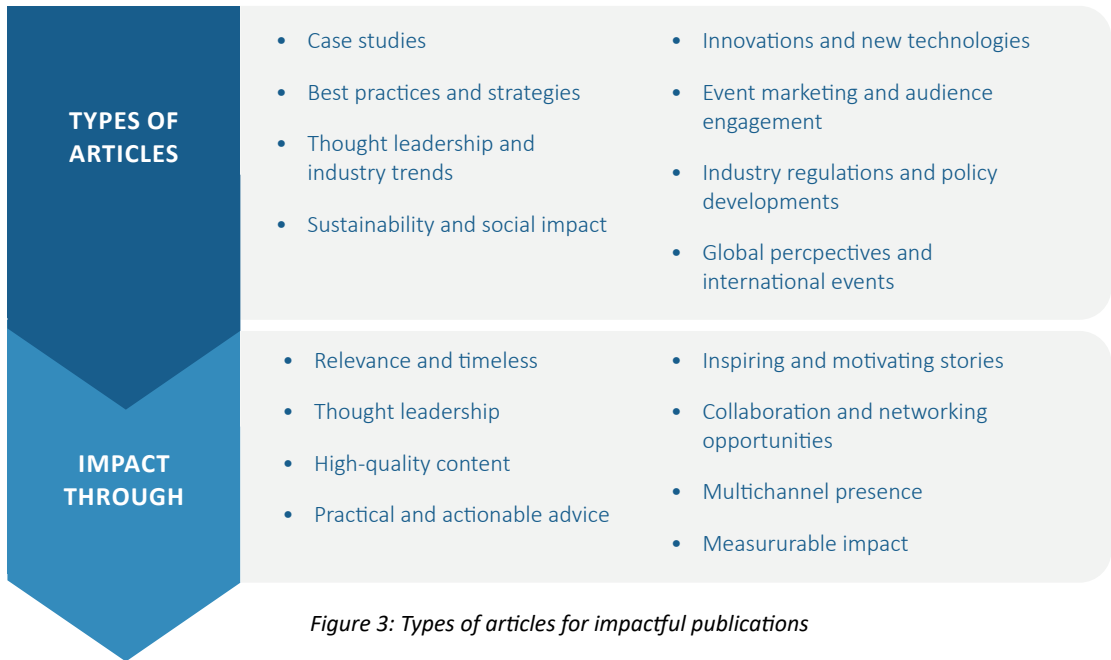 TYPES OF
ARTICLES
• Case studies
• Best practices and strategies
• Thought leadership and
industry trends
• Sustainability and social impact
• Innovations and new technologies
• Event marketing and audience
engagement
• Industry regulations and policy
developments
• Global percpectives and
international events
IMPACT
THROUGH
• Relevance and timeless
• Thought leadership
• High-quality content
• Practical and actionable advice
• Inspiring and motivating stories
• Collaboration and networking
opportunities
• Multichannel presence
• Measururable impact
Figure 3: Types of articles for impactful publications